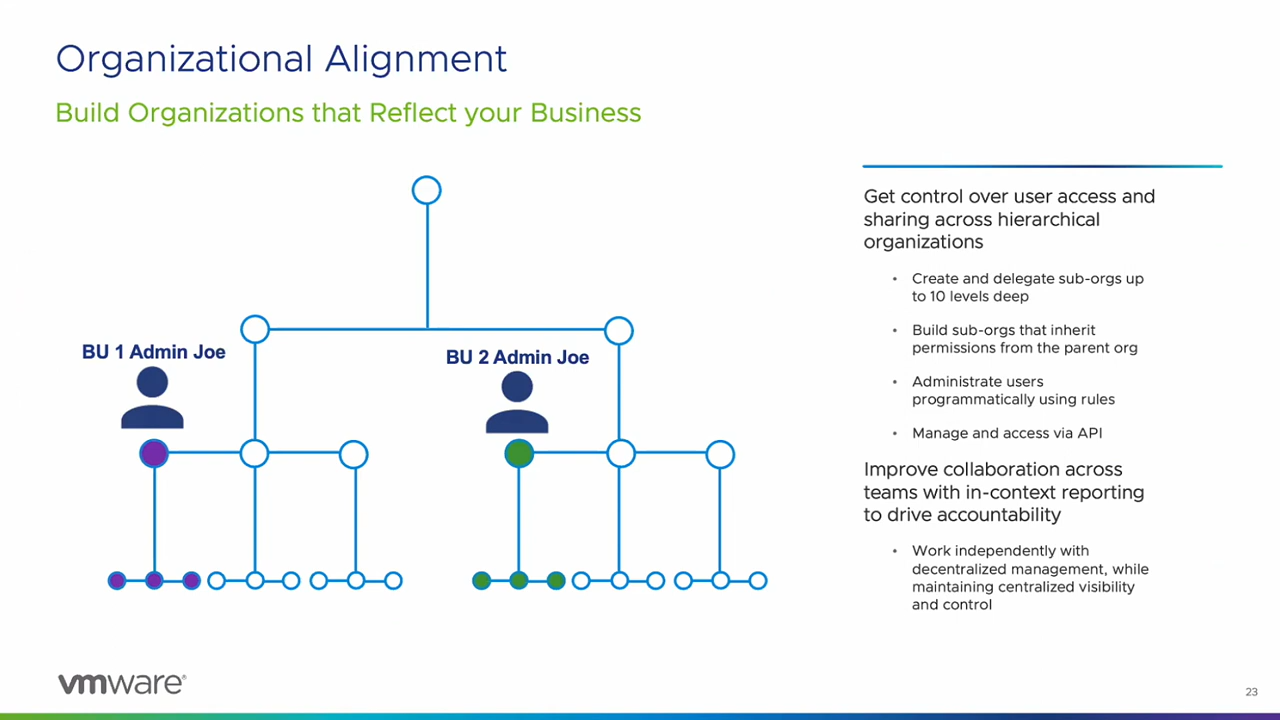 Organizational Alignment
Build Organizations that Reflect your Business
BU 1 Admin Joe
BU 2 Admin Joe
Get control over user access and
sharing across hierarchical
organizations
• Create and delegate sub-orgs up
to 10 levels deep
• Build sub-orgs that inherit
permissions from the parent org
• Administrate users
programmatically using rules
• Manage and access via API
Improve collaboration across
teams with in-context reporting
to drive accountability
• Work independently with
decentralized management, while
maintaining centralized visibility
and control
vmware®
23